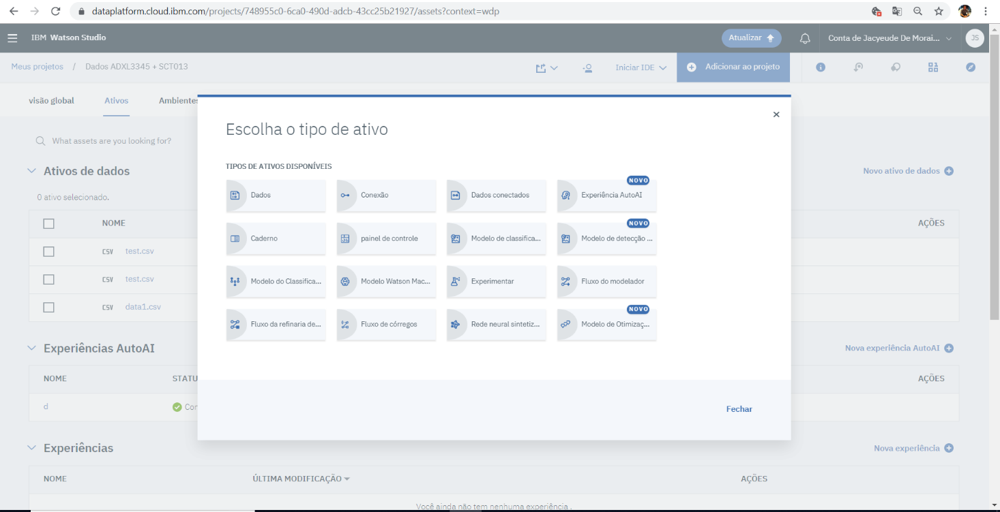 dataplatform.cloud.ibm.com/projects/748955c0-6ca0-490d-adcb-43cc25b21927/assets?context=wdp
IBM Watson Studio
Atualizar
Conta de Jacyeude De Morai...
JS
Meus projetos / Dados ADXL3345 + SCT013
Iniciar IDE
Adicionar ao projeto
visão global
Ativos
Ambientes
What assets are you looking for?
Ativos de dados
Novo ativo de dados
0 ativo selecionado.
NOME
AÇÕES
CSV test.csv
CSV test.csv
CSV data1.csv
Experiências AutoAI
Nova experiência AutoAI
NOME
STATU
AÇÕES
d
Con
Experiências
Nova experiência
NOME
ÚLTIMA MODIFICAÇÃO
AÇÕES
Você ainda não tem nenhuma experiência .
Escolha o tipo de ativo
TIPOS DE ATIVOS DISPONÍVEIS
Dados
Conexão
Dados conectados
NOVO
Experiência AutoAI
Caderno
painel de controle
Modelo de classifica...
NOVO
Modelo de detecção ...
Modelo do Classifica...
Modelo Watson Mac...
Experimentar
Fluxo do modelador
Fluxo da refinaria de...
Fluxo de córregos
Rede neural sintetiz...
NOVO
Modelo de Otimizaç...
Fechar